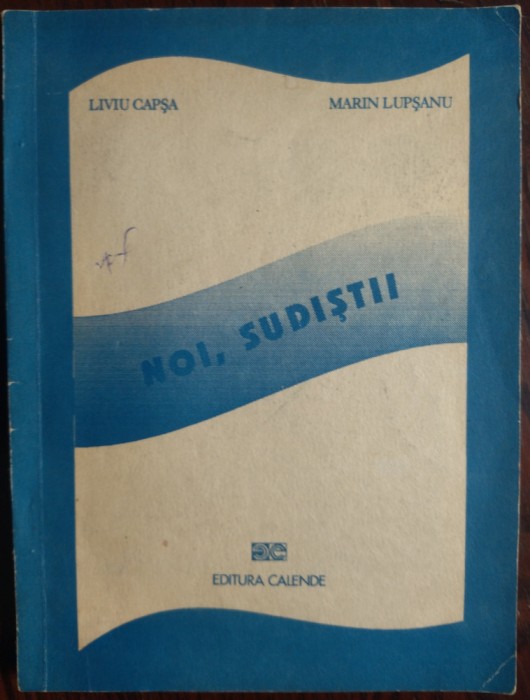 LIVIU CAPȘA
MARIN LUPȘANU
NOI, SUDIȘTII
EDITURA CALENDE